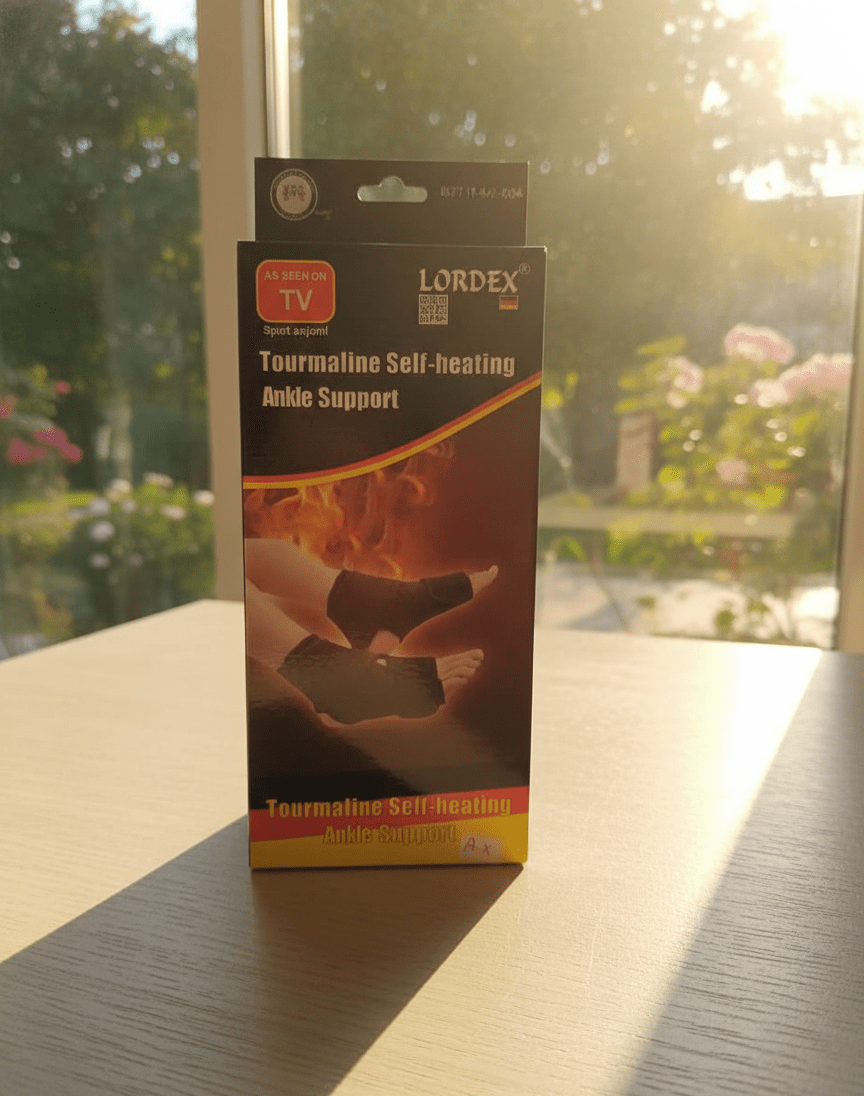 AS SEEN ON
TV
LORDEX®
Tourmaline Self-heating
Ankle Support
Tourmaline Self-heating
Ankle Support
A-x